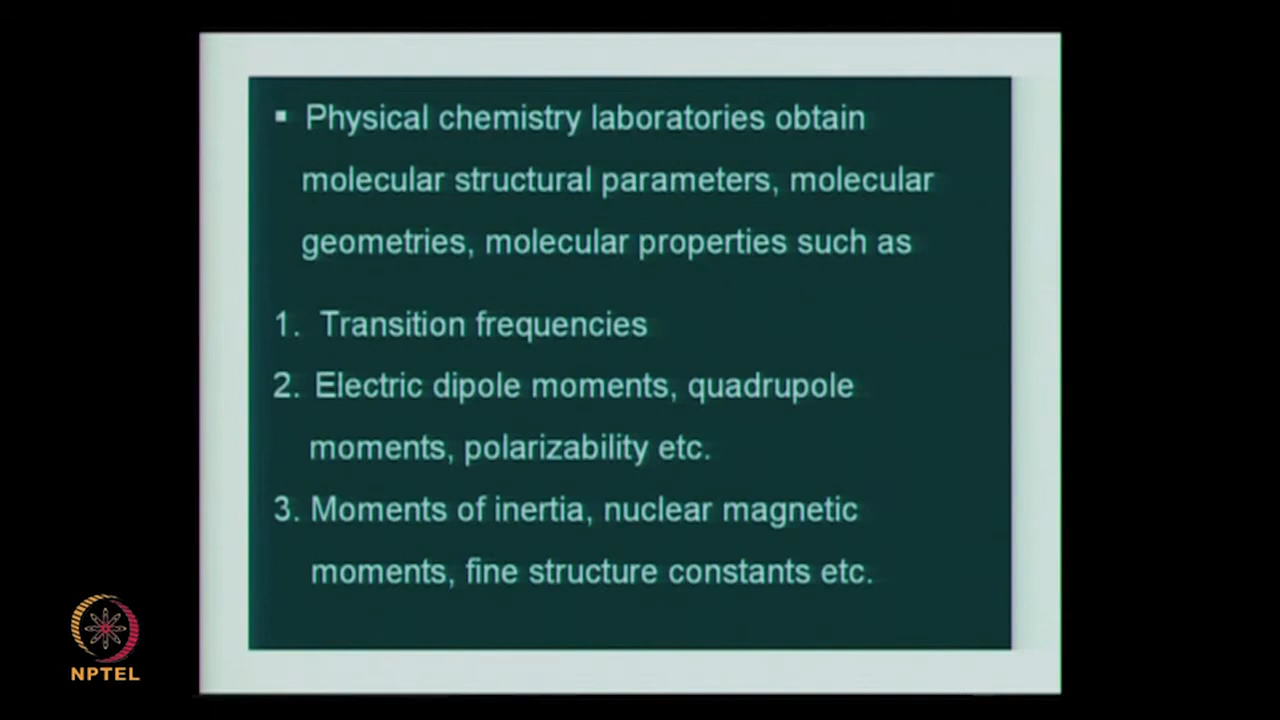 ▪ Physical chemistry laboratories obtain
molecular structural parameters, molecular
geometries, molecular properties such as
1. Transition frequencies
2. Electric dipole moments, quadrupole
moments, polarizability etc.
3. Moments of inertia, nuclear magnetic
moments, fine structure constants etc.
NPTEL